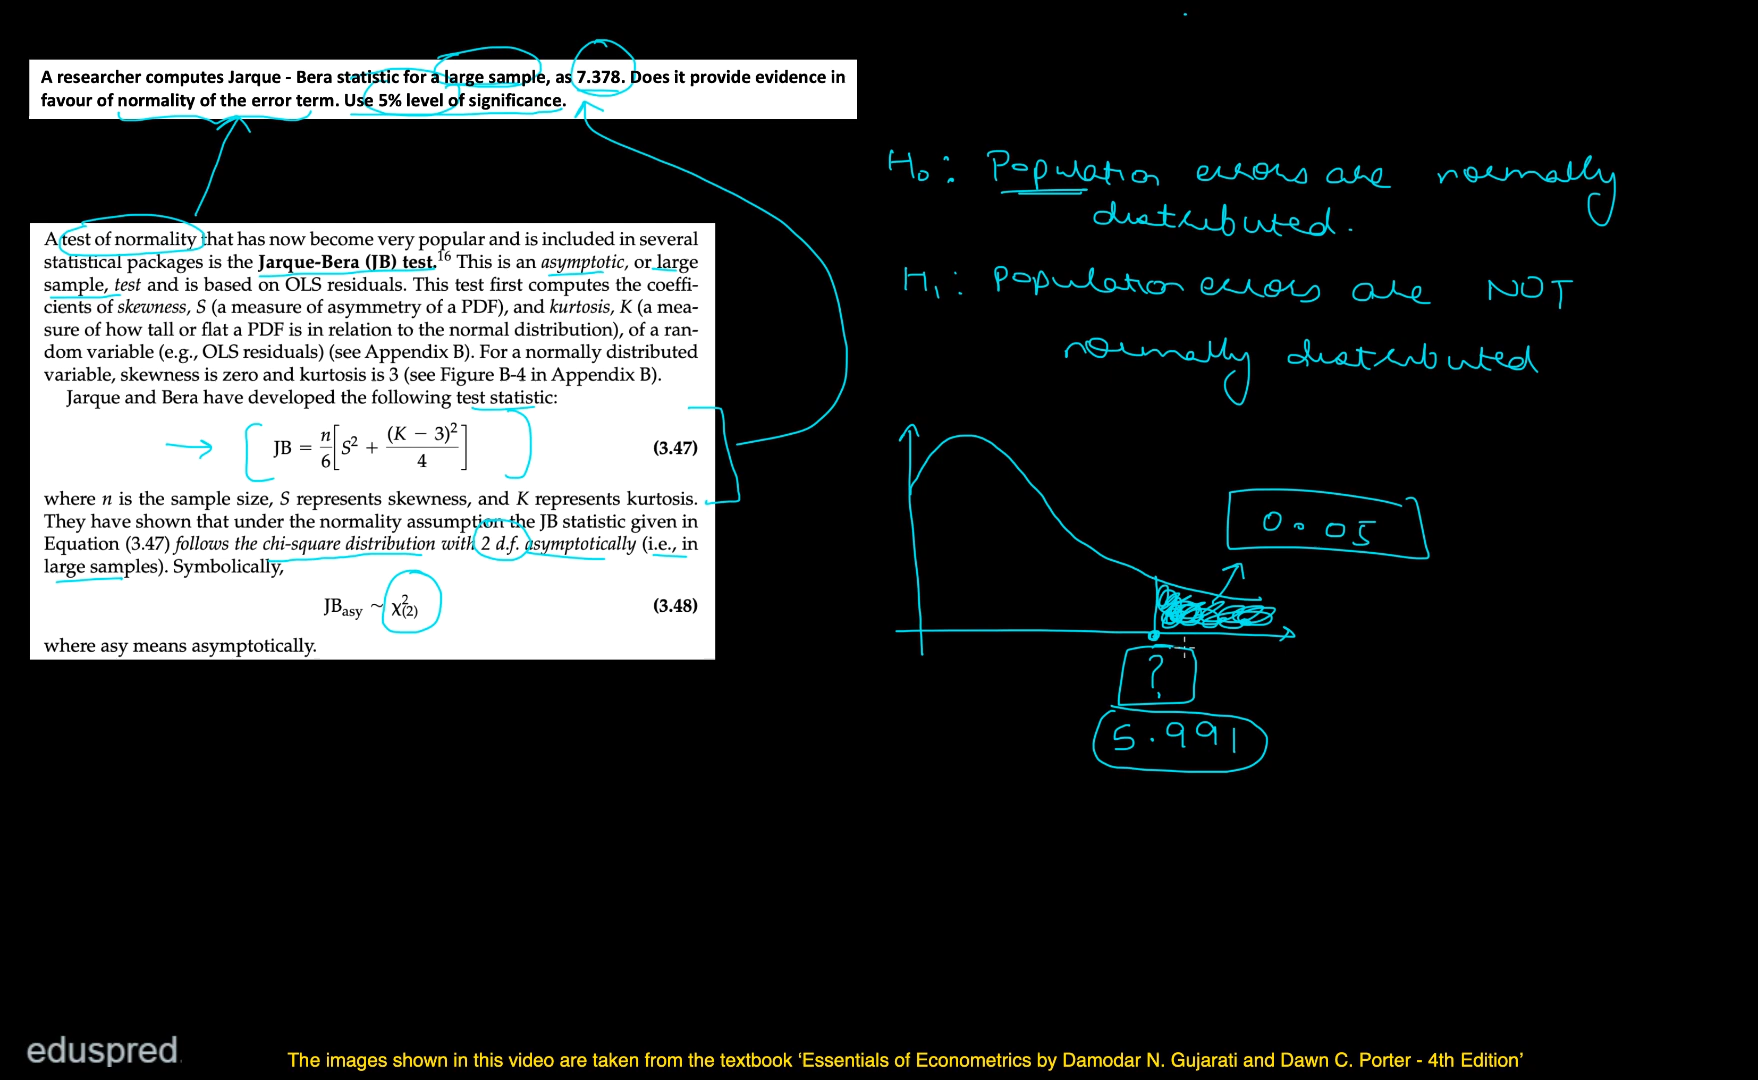 A researcher computes Jarque - Bera statistic for a large sample, as 7.378. Does it provide evidence in
favour of normality of the error term. Use 5% level of significance.
A test of normality that has now become very popular and is included in several
statistical packages is the Jarque-Bera (JB) test.16 This is an asymptotic, or large
sample, test and is based on OLS residuals. This test first computes the coeffi-
cients of skewness, S (a measure of asymmetry of a PDF), and kurtosis, K (a mea-
sure of how tall or flat a PDF is in relation to the normal distribution), of a ran-
dom variable (e.g., OLS residuals) (see Appendix B). For a normally distributed
variable, skewness is zero and kurtosis is 3 (see Figure B-4 in Appendix B).
Jarque and Bera have developed the following test statistic:
JB = n/6[S² + (K − 3)²/4] (3.47)
where n is the sample size, S represents skewness, and K represents kurtosis.
They have shown that under the normality assumption the JB statistic given in
Equation (3.47) follows the chi-square distribution with 2 d.f. asymptotically (i.e., in
large samples). Symbolically,
JBasy ~ χ²(2) (3.48)
where asy means asymptotically.
H₀: Population errors are normally
distributed.
H₁: Population errors are NOT
normally distributed
0.05
?
5.991
eduspred
The images shown in this video are taken from the textbook ‘Essentials of Econometrics by Damodar N. Gujarati and Dawn C. Porter - 4th Edition’